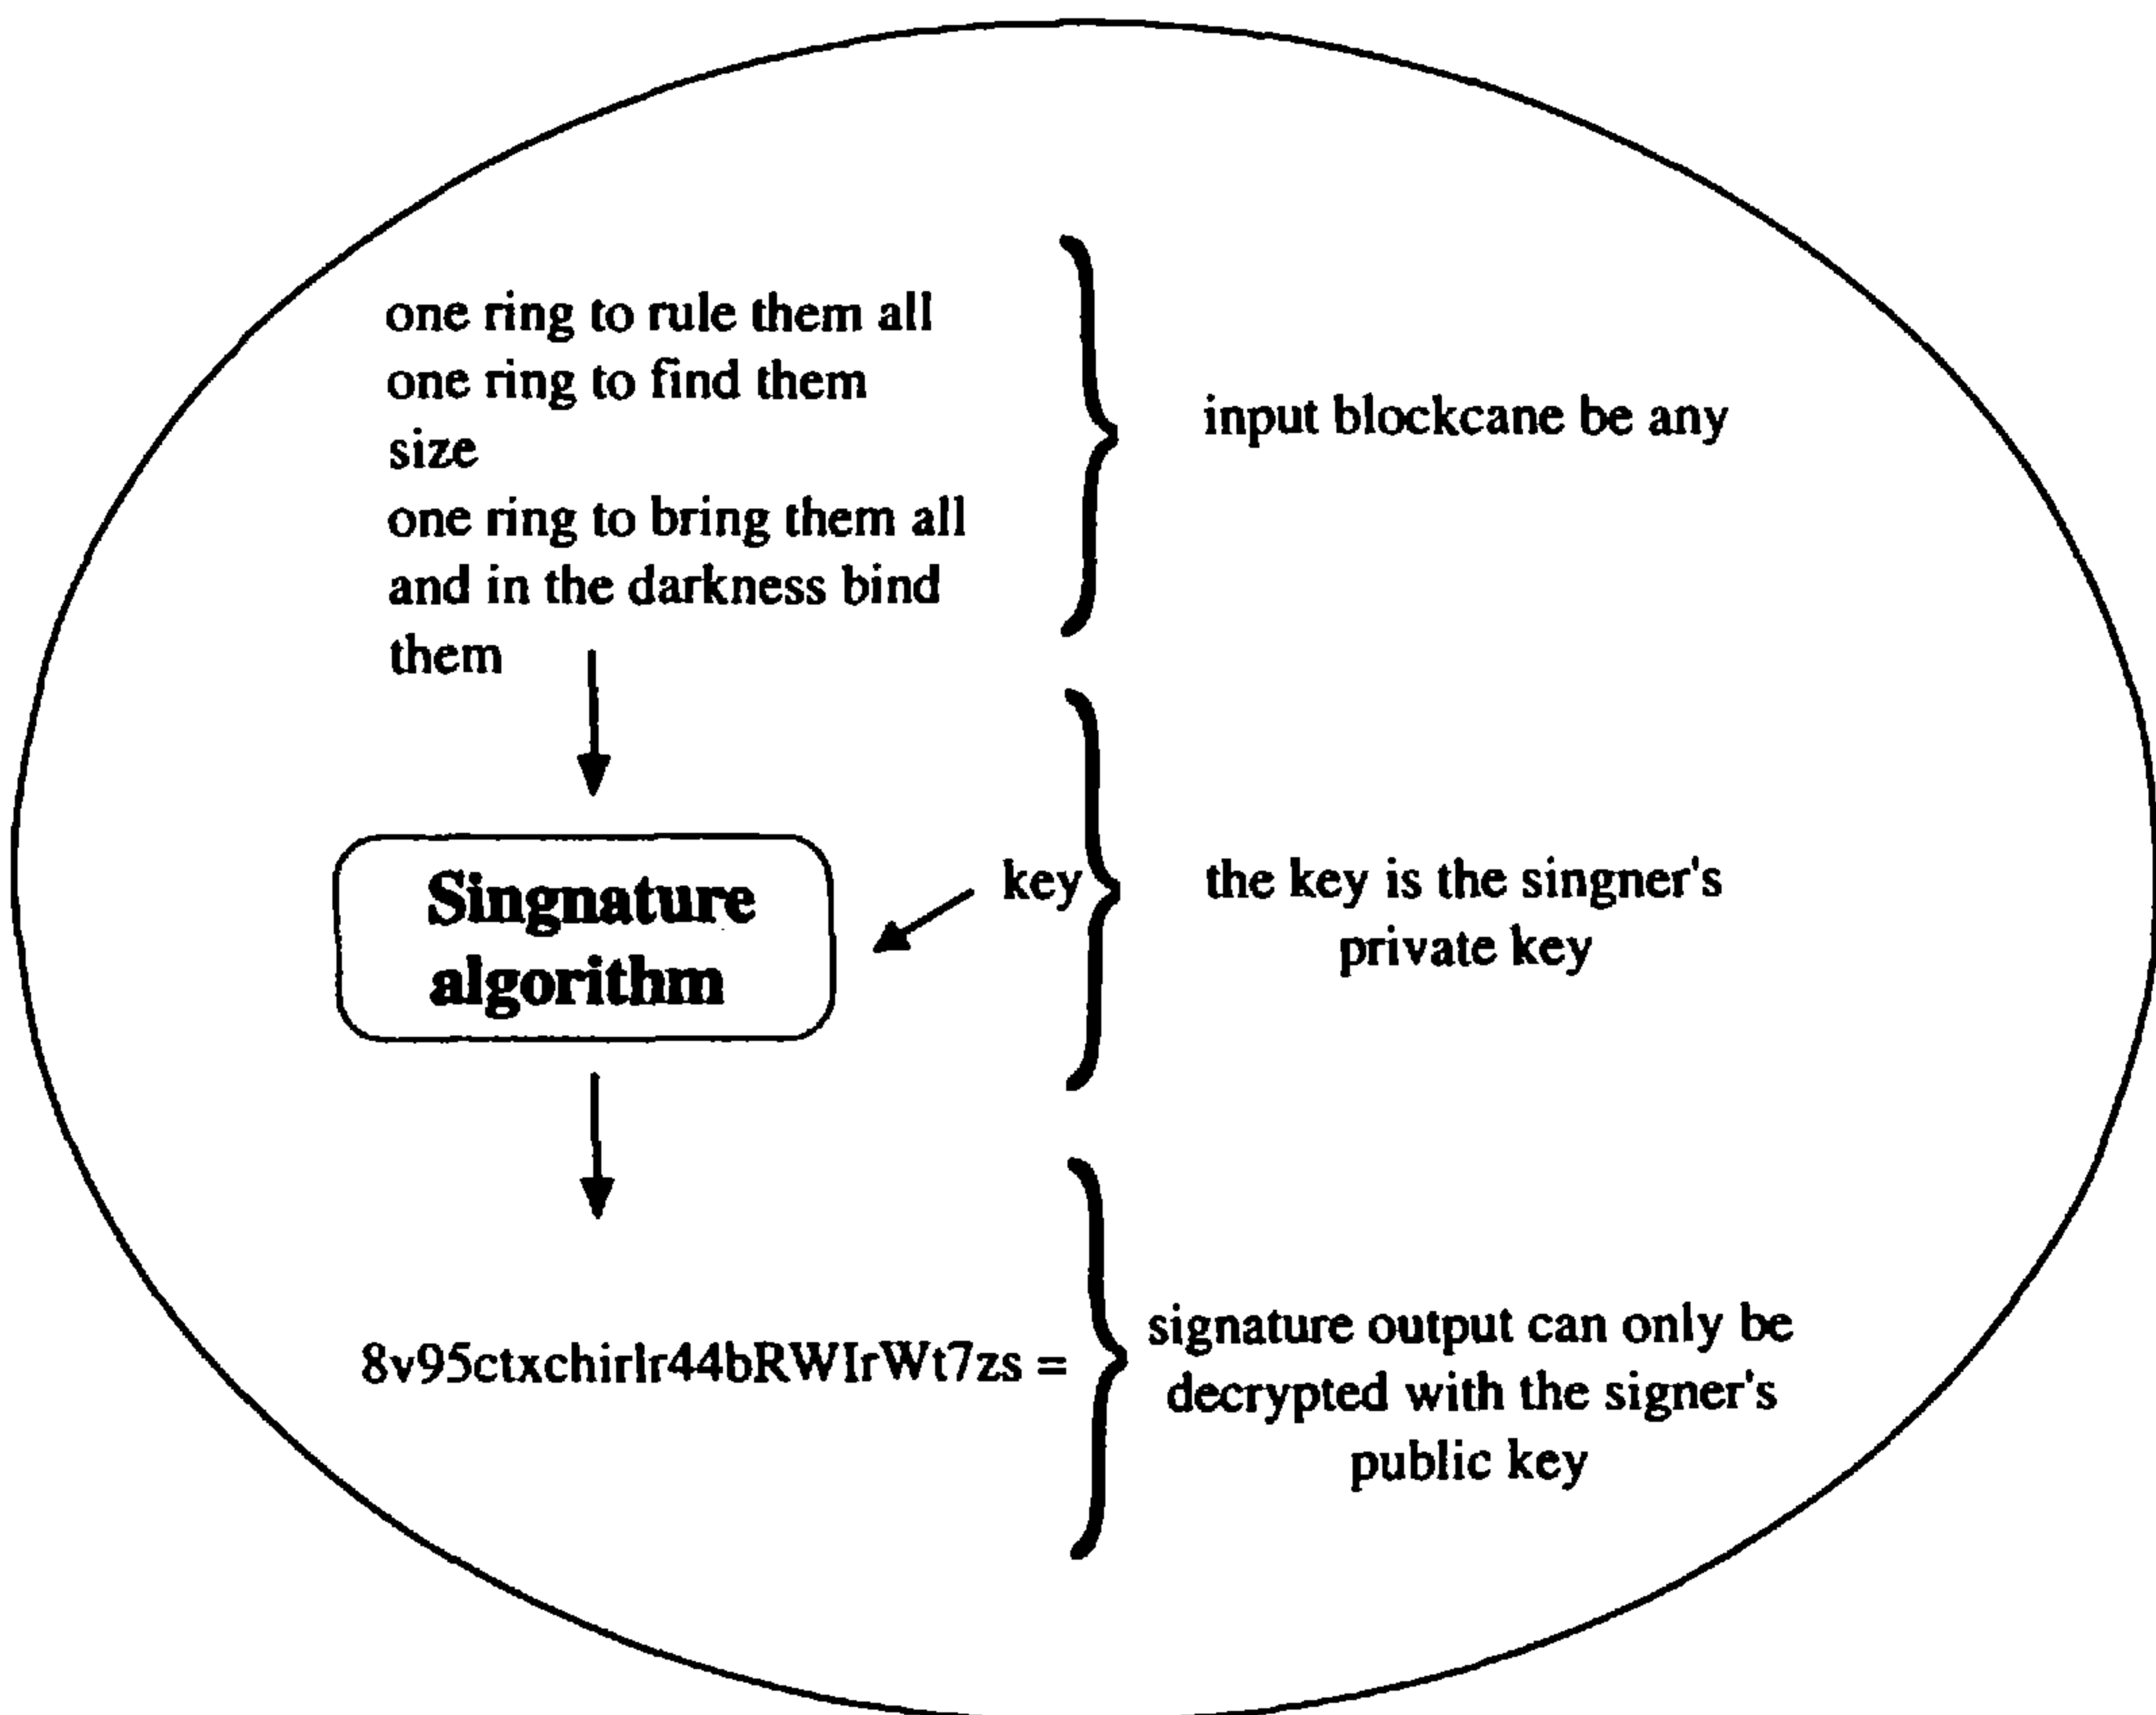 one ring to rule them all
one ring to find them
size
one ring to bring them all
and in the darkness bind
them
input blockcane be any
Singnature
algorithm
key
the key is the singner's
private key
8v95ctxchirlr44bRWIrWt7zs =
signature output can only be
decrypted with the signer's
public key